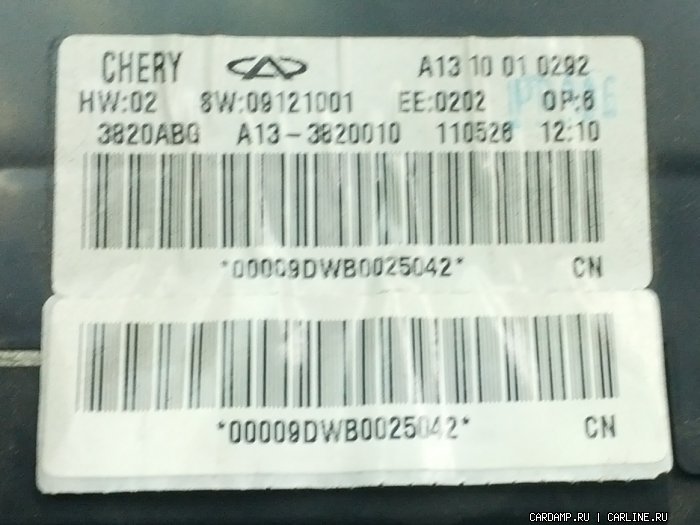 CHERY A13 10 01 0292
HW:02 SW:09121001 EE:0202 OP:6
3820ABG A13-3820010 110526 12:10
*00009DWB0025042* CN
*00009DWB0025042* CN
CARDAMP.RU | CARLINE.RU